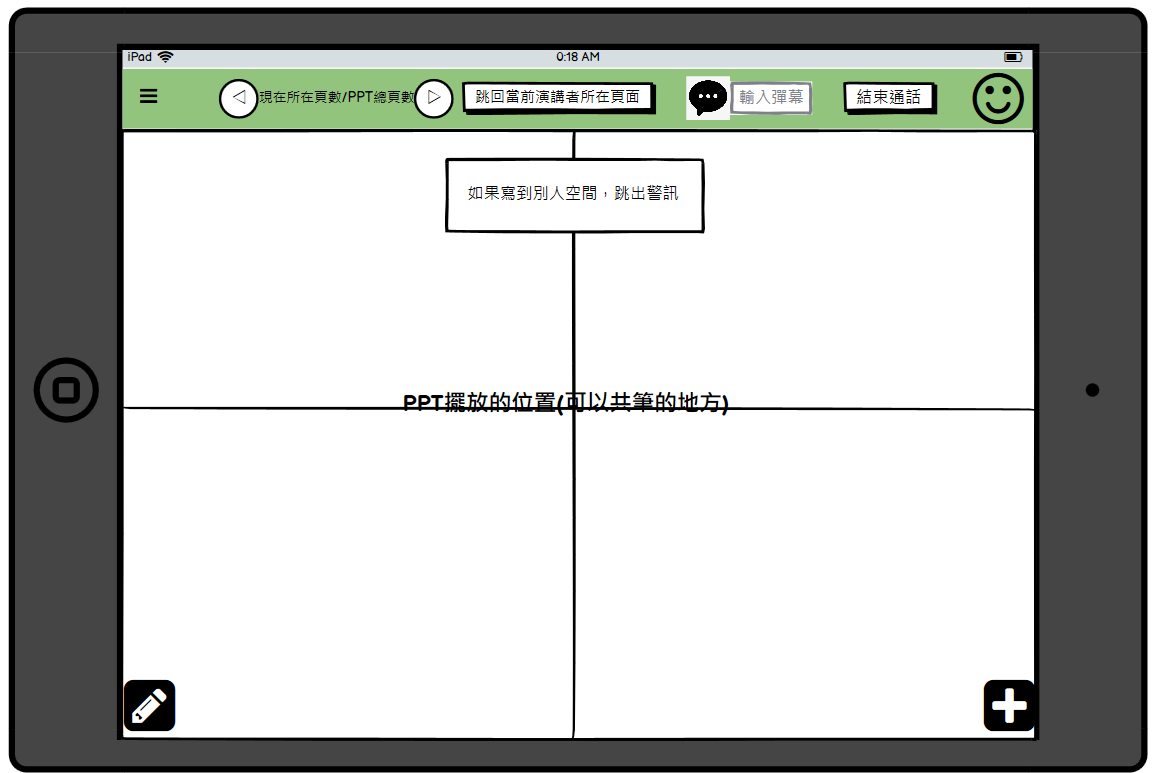 iPad 0:18 AM
◁ 現在所在頁數/PPT總頁數 ▷ 跳回當前演講者所在頁面 輸入彈幕 結束通話
如果寫到別人空間，跳出警訊
PPT擺放的位置(可以共筆的地方)